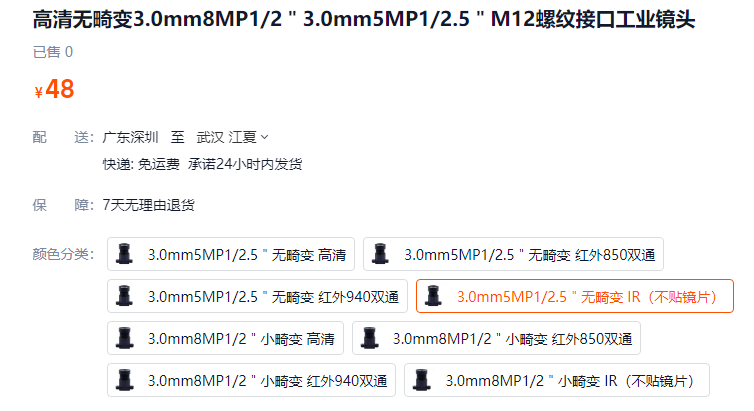 高清无畸变3.0mm8MP1/2＂3.0mm5MP1/2.5＂M12螺纹接口工业镜头
已售 0
¥48
配 送： 广东深圳 至 武汉 江夏
快递: 免运费 承诺24小时内发货
保 障： 7天无理由退货
颜色分类： 3.0mm5MP1/2.5＂无畸变 高清 3.0mm5MP1/2.5＂无畸变 红外850双通
3.0mm5MP1/2.5＂无畸变 红外940双通 3.0mm5MP1/2.5＂无畸变 IR（不贴镜片）
3.0mm8MP1/2＂小畸变 高清 3.0mm8MP1/2＂小畸变 红外850双通
3.0mm8MP1/2＂小畸变 红外940双通 3.0mm8MP1/2＂小畸变 IR（不贴镜片）